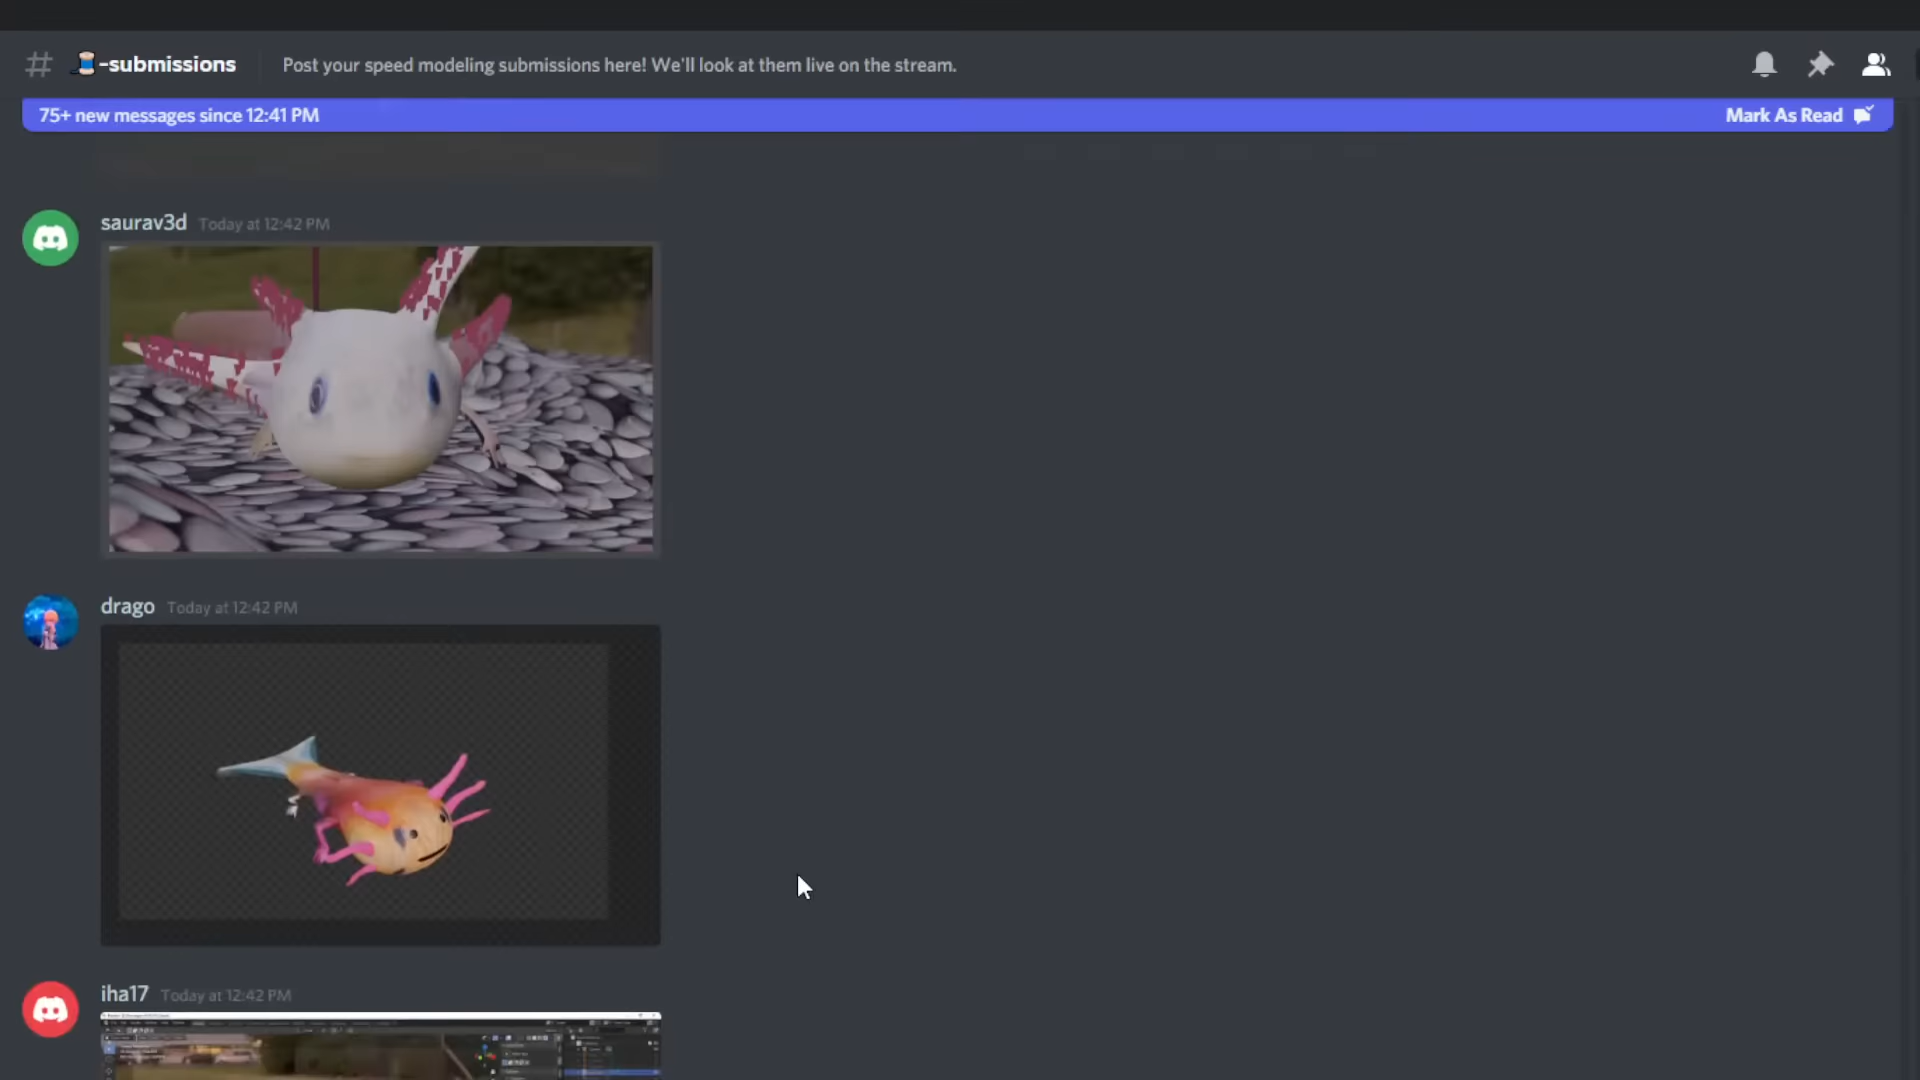 -submissions
Post your speed modeling submissions here! We'll look at them live on the stream.
75+ new messages since 12:41 PM
Mark As Read
saurav3d Today at 12:42 PM
drago Today at 12:42 PM
iha17 Today at 12:42 PM